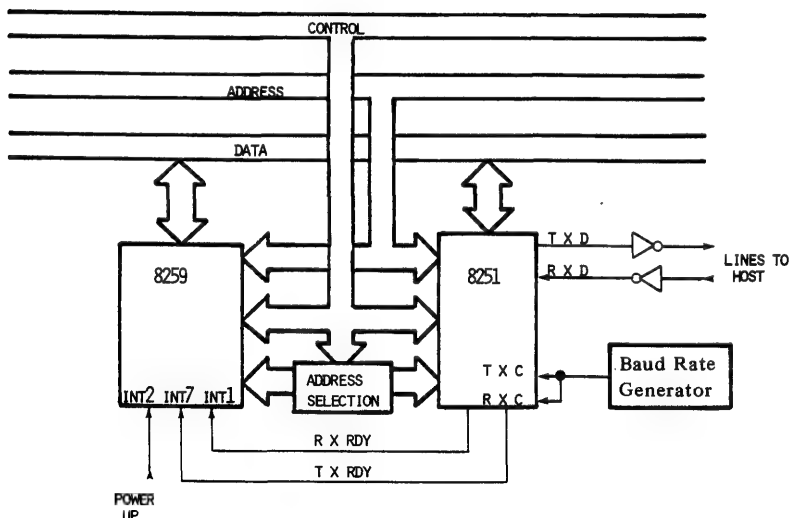 CONTROL
ADDRESS
DATA
8259
8251
T X D
R X D
LINES TO
HOST
T X C
R X C
Baud Rate
Generator
INT2 INT7 INT1
ADDRESS
SELECTION
R X RDY
T X RDY
POWER
UP